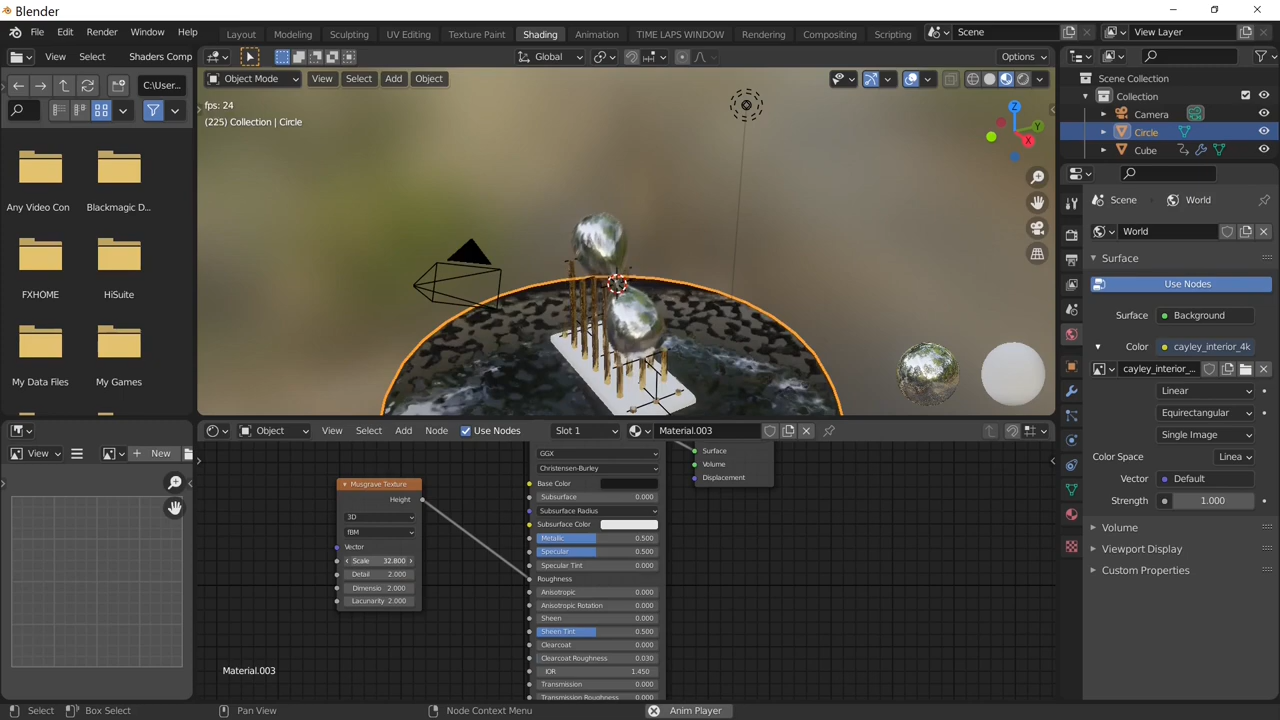 Blender
File Edit Render Window Help
Layout Modeling Sculpting UV Editing Texture Paint Shading Animation TIME LAPS WINDOW Rendering Compositing Scripting
Scene
View Layer
View Select Shaders Comp
Global
Options
C:\User...
Object Mode View Select Add Object
fps: 24
(225) Collection | Circle
Z
Y
X
Any Video Con
Blackmagic D...
FXHOME
HiSuite
My Data Files
My Games
Scene Collection
Collection
Camera
Circle
Cube
Scene World
World
Surface
Use Nodes
Surface: Background
Color cayley_interior_4k
cayley_interior_...
Linear
Equirectangular
Single Image
Color Space Linea
Vector Default
Strength 1.000
Volume
Viewport Display
Custom Properties
View New
Object View Select Add Node Use Nodes Slot 1 Material.003
Musgrave Texture
Height
3D
fBM
Vector
Scale 32.800
Detail 2.000
Dimensio 2.000
Lacunarity 2.000
GGX
Christensen-Burley
Base Color
Subsurface 0.000
Subsurface Radius
Subsurface Color
Metallic 0.500
Specular 0.500
Specular Tint 0.000
Roughness
Anisotropic 0.000
Anisotropic Rotation 0.000
Sheen 0.000
Sheen Tint 0.500
Clearcoat 0.000
Clearcoat Roughness 0.030
IOR 1.450
Transmission 0.000
Transmission Roughness 0.000
Surface
Volume
Displacement
Material.003
Select Box Select Pan View Node Context Menu Anim Player